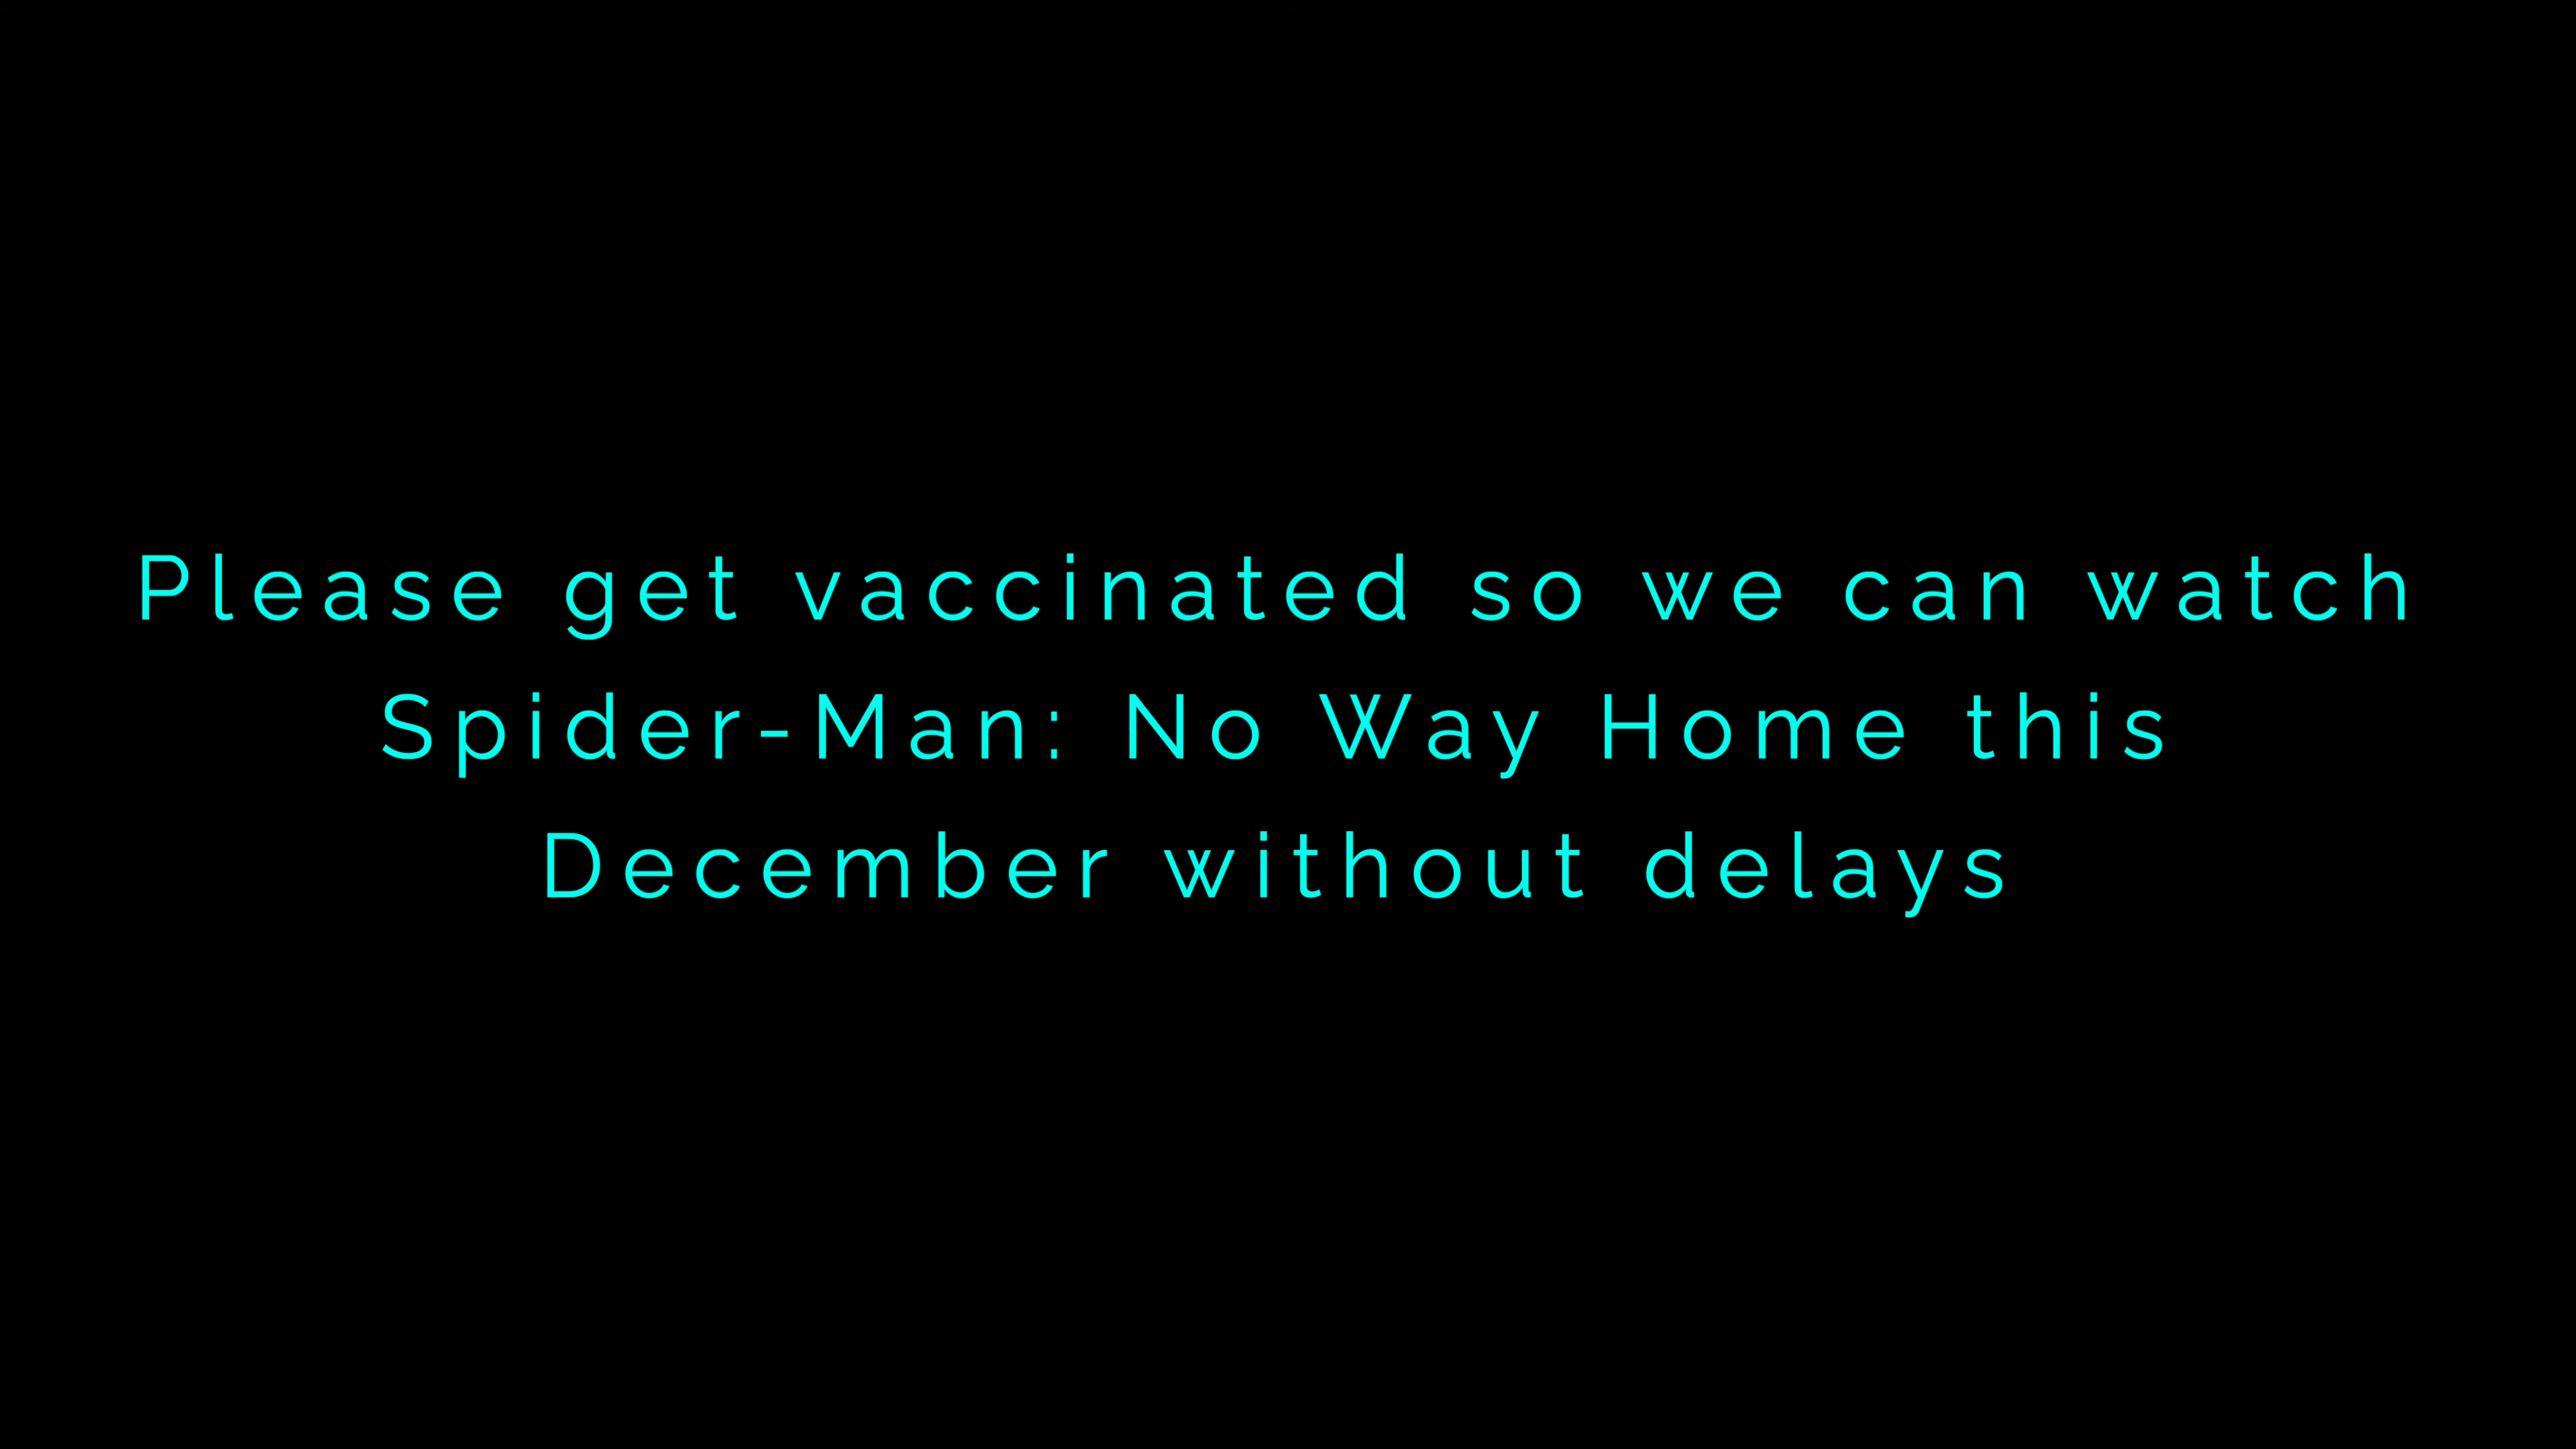 Please get vaccinated so we can watch
Spider-Man: No Way Home this
December without delays